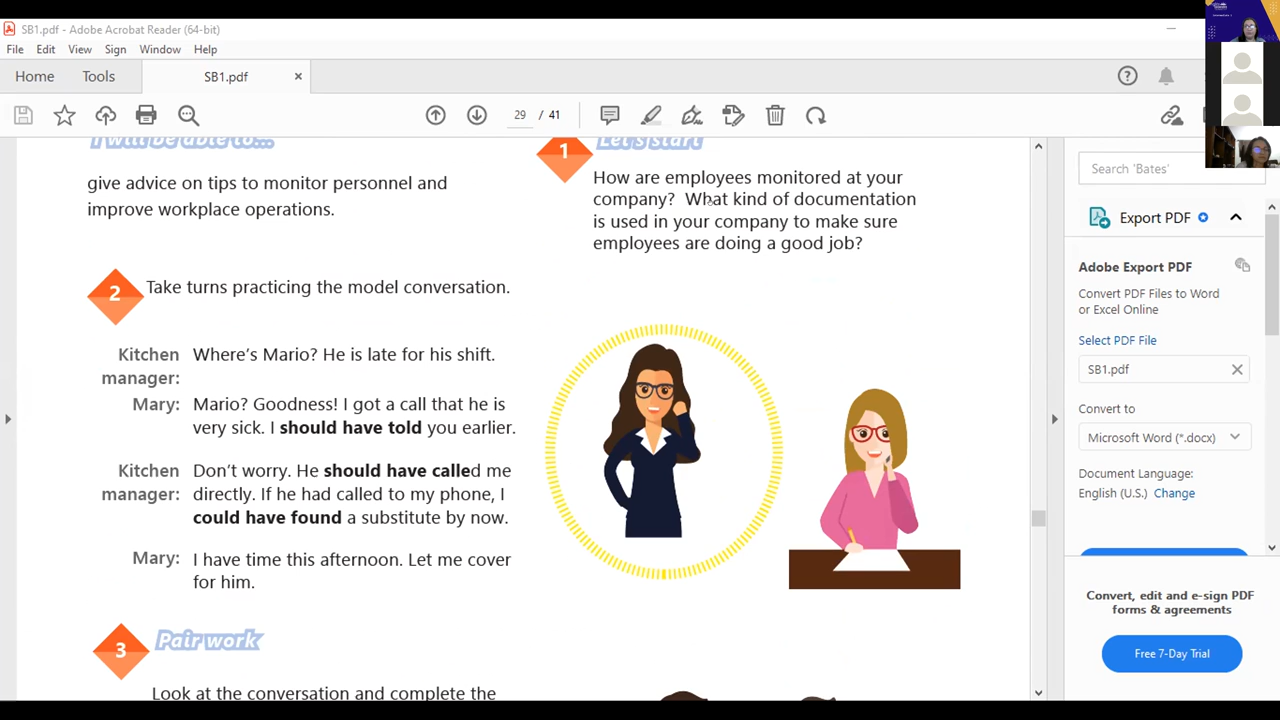 SB1.pdf - Adobe Acrobat Reader (64-bit)
File Edit View Sign Window Help
Home Tools SB1.pdf ×
29 / 41
I will be able to...
give advice on tips to monitor personnel and
improve workplace operations.
1 Let's start
How are employees monitored at your
company? What kind of documentation
is used in your company to make sure
employees are doing a good job?
2 Take turns practicing the model conversation.
Kitchen manager: Where's Mario? He is late for his shift.
Mary: Mario? Goodness! I got a call that he is
very sick. I should have told you earlier.
Kitchen manager: Don't worry. He should have called me
directly. If he had called to my phone, I
could have found a substitute by now.
Mary: I have time this afternoon. Let me cover
for him.
3 Pair work
Look at the conversation and complete the
Search 'Bates'
Export PDF
Adobe Export PDF
Convert PDF Files to Word
or Excel Online
Select PDF File
SB1.pdf
Convert to
Microsoft Word (*.docx)
Document Language:
English (U.S.) Change
Convert, edit and e-sign PDF
forms & agreements
Free 7-Day Trial